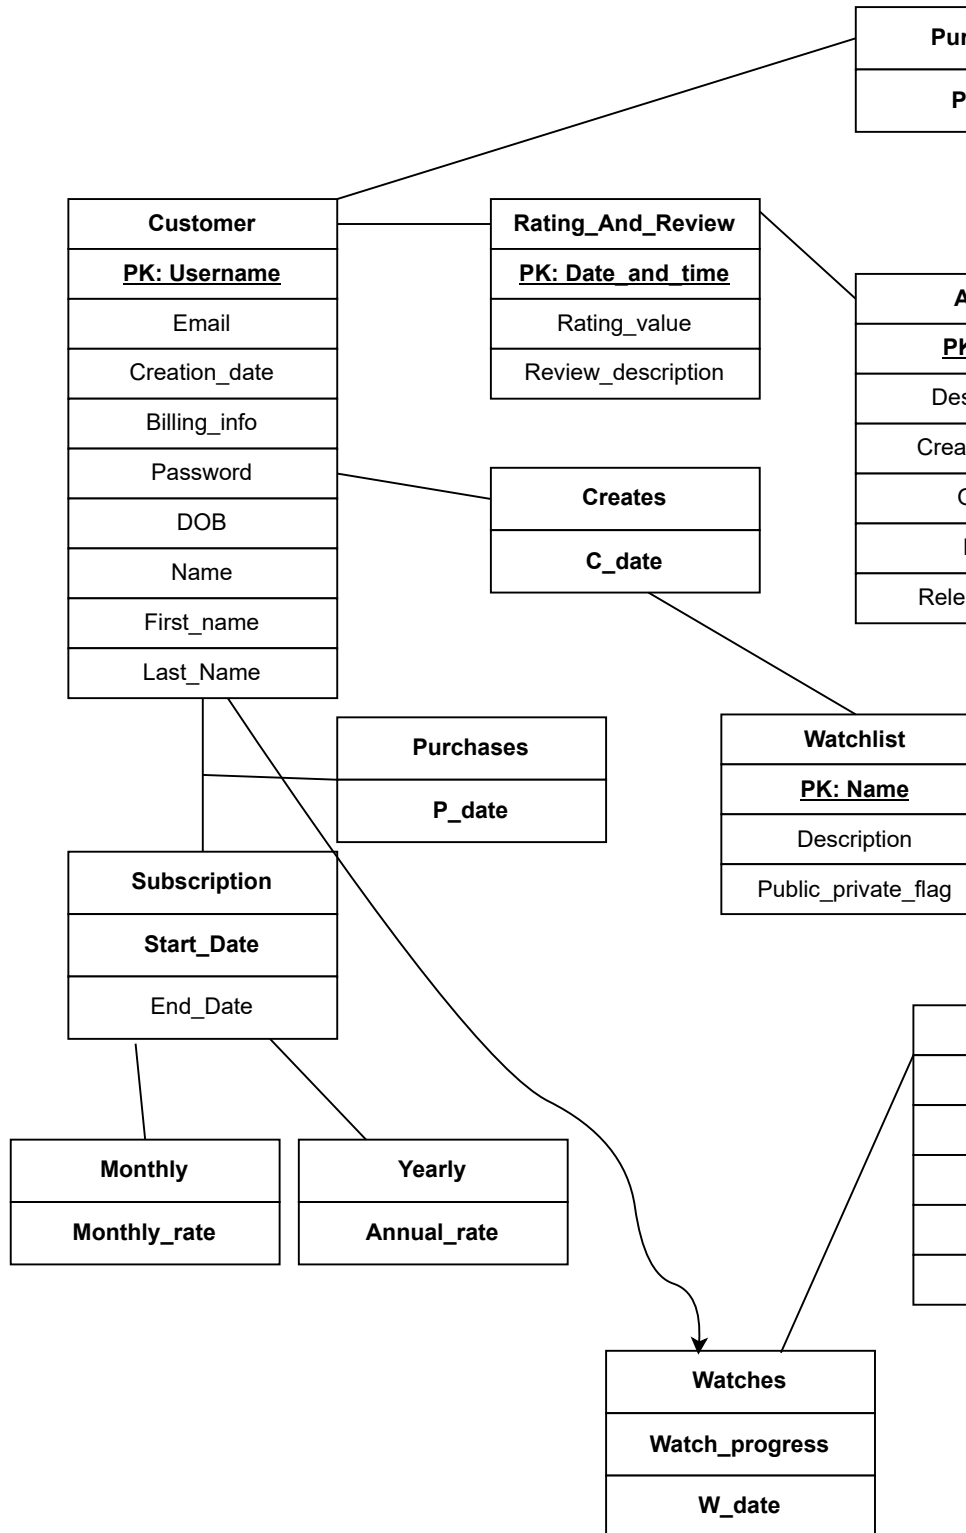 Customer
PK: Username
Email
Creation_date
Billing_info
Password
DOB
Name
First_name
Last_Name
Rating_And_Review
PK: Date_and_time
Rating_value
Review_description
Creates
C_date
Purchases
P_date
Watchlist
PK: Name
Description
Public_private_flag
Subscription
Start_Date
End_Date
Monthly
Monthly_rate
Yearly
Annual_rate
Watches
Watch_progress
W_date